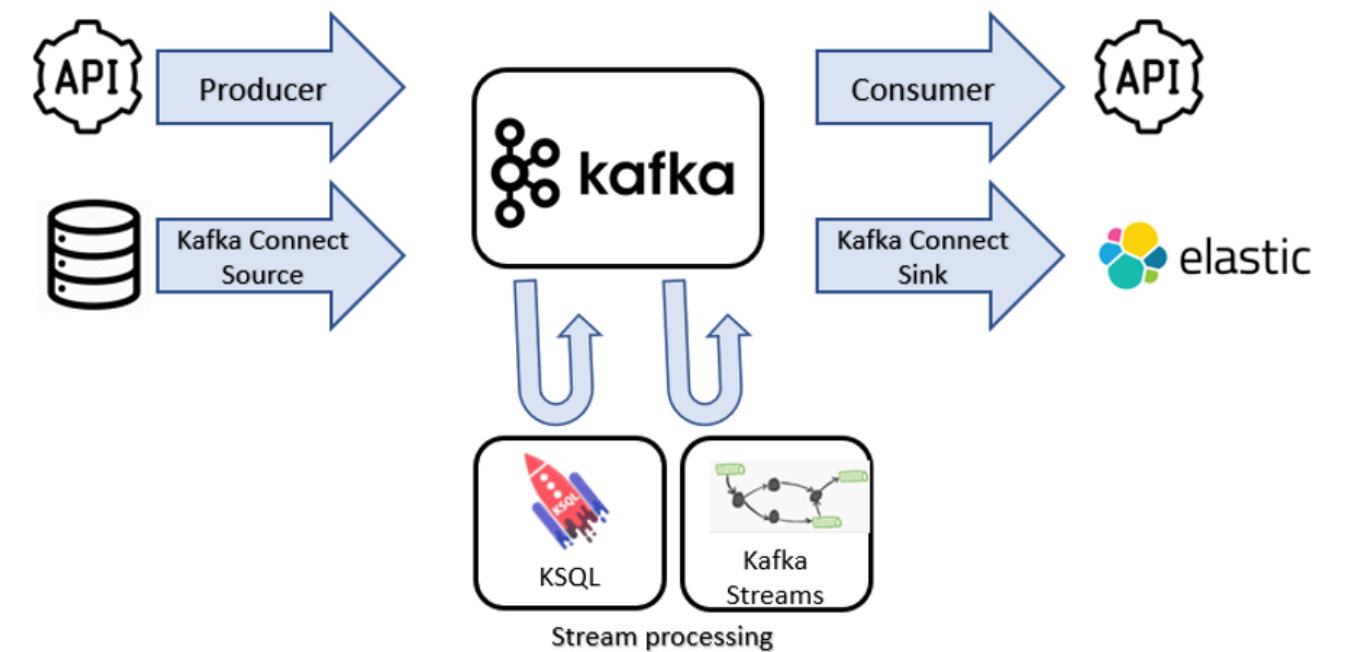 API
Producer
Consumer
API
kafka
Kafka Connect
Source
Kafka Connect
Sink
elastic
KSQL
KSQL
Kafka
Streams
Stream processing